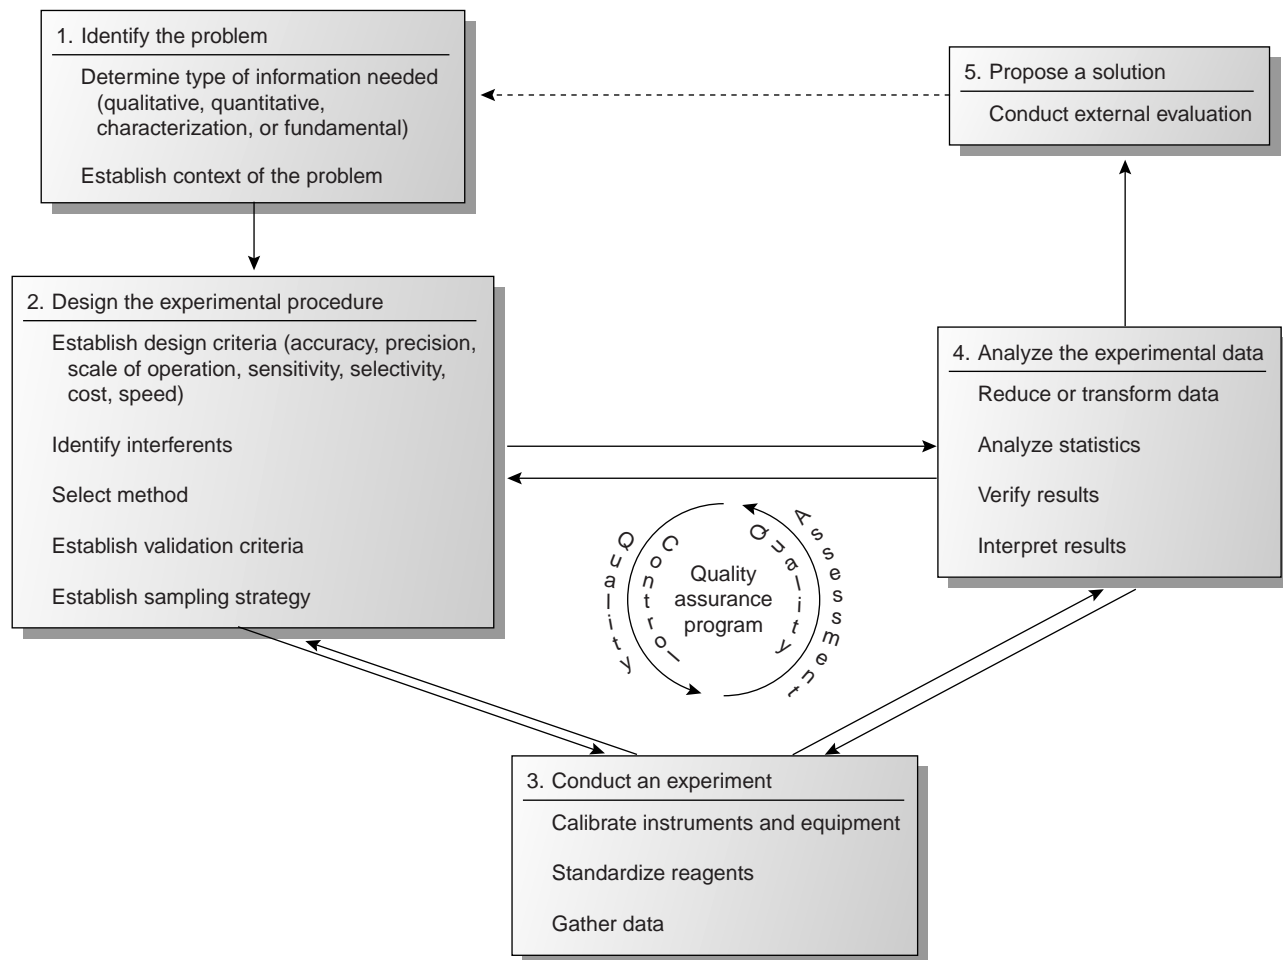 1. Identify the problem
Determine type of information needed
(qualitative, quantitative,
characterization, or fundamental)
Establish context of the problem
5. Propose a solution
Conduct external evaluation
2. Design the experimental procedure
Establish design criteria (accuracy, precision,
scale of operation, sensitivity, selectivity,
cost, speed)
Identify interferents
Select method
Establish validation criteria
Establish sampling strategy
4. Analyze the experimental data
Reduce or transform data
Analyze statistics
Verify results
Interpret results
Quality
Control
Quality
assurance
program
Quality
Assessment
3. Conduct an experiment
Calibrate instruments and equipment
Standardize reagents
Gather data